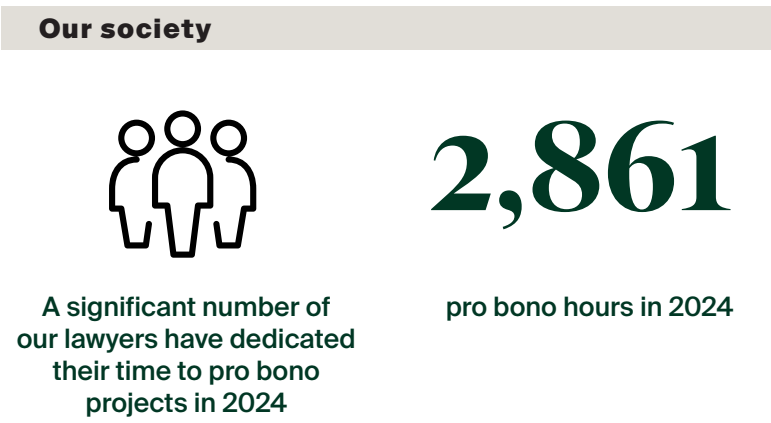 Our society
A significant number of
our lawyers have dedicated
their time to pro bono
projects in 2024
2,861
pro bono hours in 2024